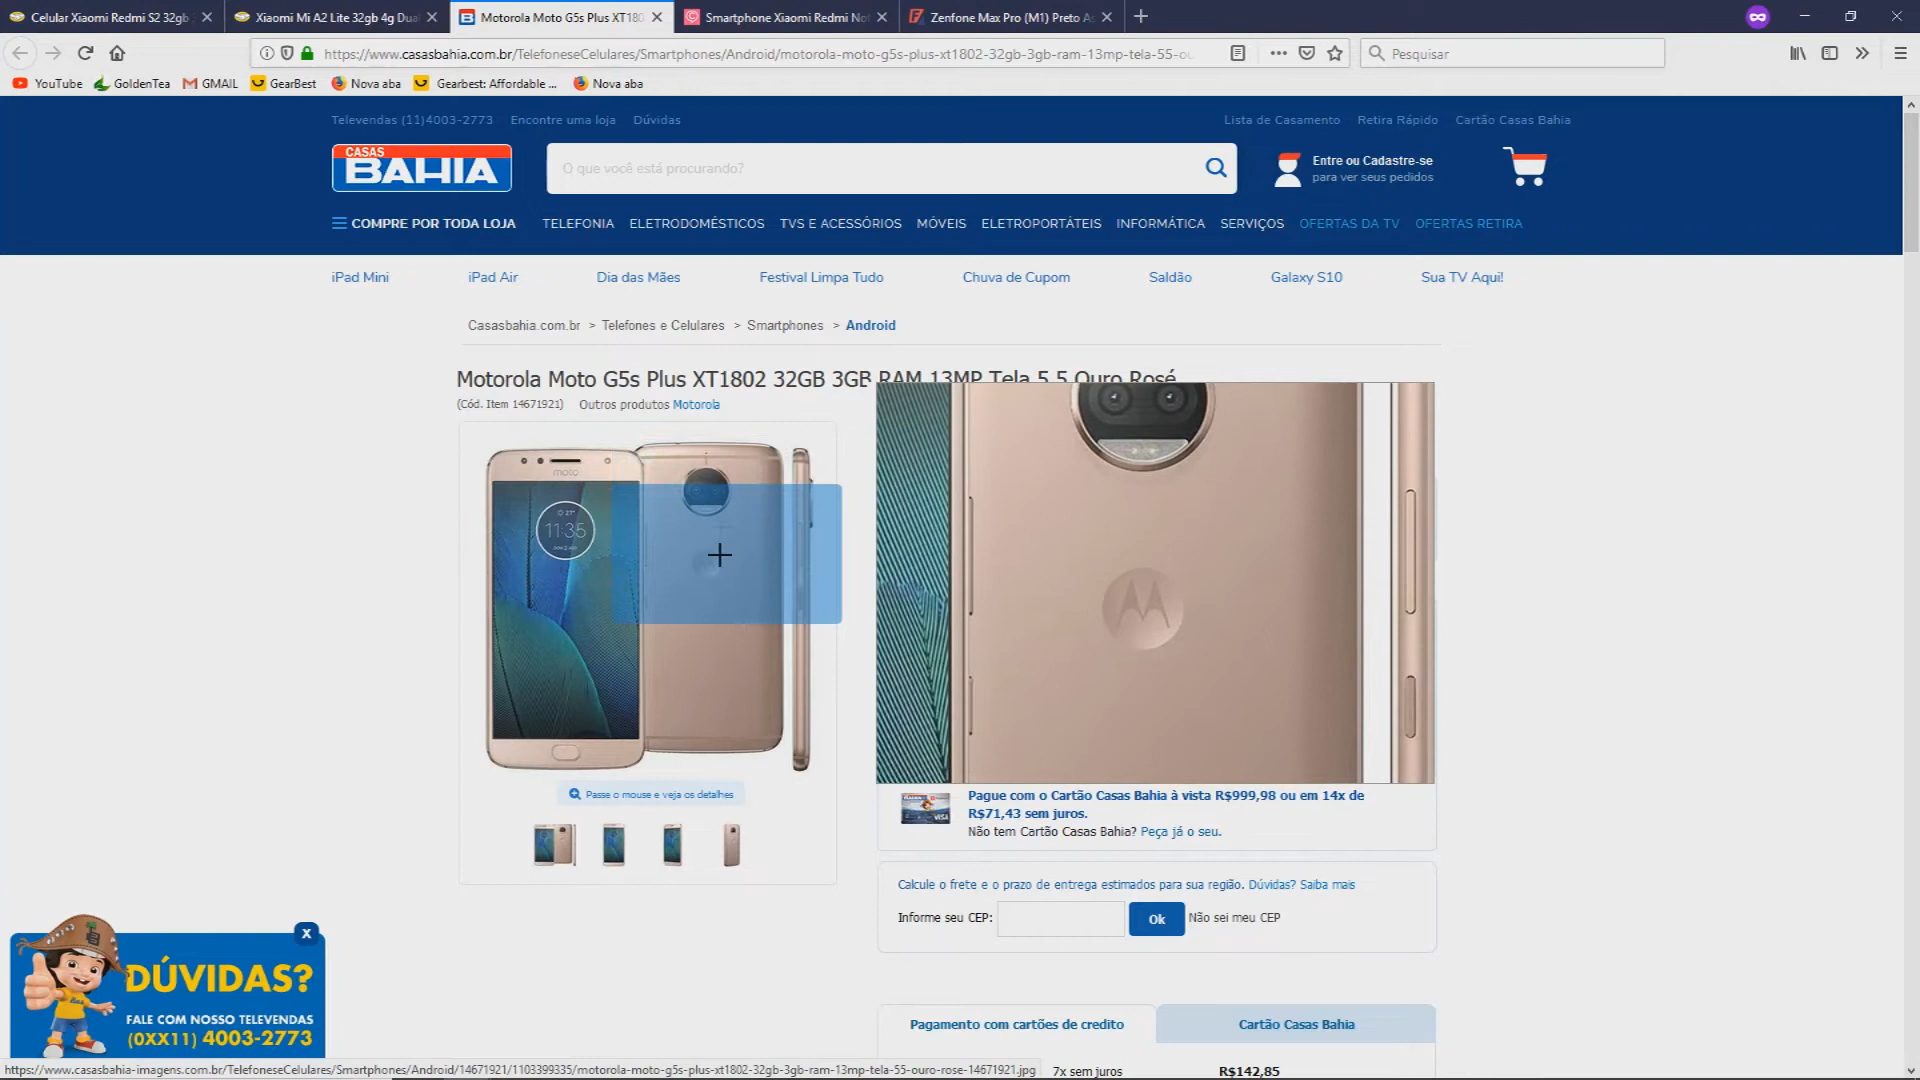 Celular Xiaomi Redmi S2 32gb
Xiaomi Mi A2 Lite 32gb 4g Dua
Motorola Moto G5s Plus XT180
Smartphone Xiaomi Redmi No
Zenfone Max Pro (M1) Preto A
https://www.casasbahia.com.br/TelefoneseCelulares/Smartphones/Android/motorola-moto-g5s-plus-xt1802-32gb-3gb-ram-13mp-tela-55-ou
Pesquisar
YouTube
GoldenTea
GMAIL
GearBest
Nova aba
Gearbest: Affordable ...
Nova aba
Televendas (11)4003-2773
Encontre uma loja
Dúvidas
Lista de Casamento
Retira Rápido
Cartão Casas Bahia
CASAS
BAHIA
O que você está procurando?
Entre ou Cadastre-se
para ver seus pedidos
COMPRE POR TODA LOJA
TELEFONIA
ELETRODOMÉSTICOS
TVS E ACESSÓRIOS
MÓVEIS
ELETROPORTÁTEIS
INFORMÁTICA
SERVIÇOS
OFERTAS DA TV
OFERTAS RETIRA
iPad Mini
iPad Air
Dia das Mães
Festival Limpa Tudo
Chuva de Cupom
Saldão
Galaxy S10
Sua TV Aqui!
Casasbahia.com.br > Telefones e Celulares > Smartphones > Android
Motorola Moto G5s Plus XT1802 32GB 3GB RAM 13MP Tela 5.5 Ouro Rosé
(Cód. Item 14671921)
Outros produtos Motorola
moto
11:35
Passe o mouse e veja os detalhes
Pague com o Cartão Casas Bahia à vista R$999,98 ou em 14x de
R$71,43 sem juros.
Não tem Cartão Casas Bahia? Peça já o seu.
VISA
Calcule o frete e o prazo de entrega estimados para sua região. Dúvidas? Saiba mais
Informe seu CEP:
Ok
Não sei meu CEP
X
DÚVIDAS?
FALE COM NOSSO TELEVENDAS
(0XX11) 4003-2773
Pagamento com cartões de credito
Cartão Casas Bahia
7x sem juros
R$142,85
https://www.casasbahia-imagens.com.br/TelefoneseCelulares/Smartphones/Android/14671921/1103399335/motorola-moto-g5s-plus-xt1802-32gb-3gb-ram-13mp-tela-55-ouro-rose-14671921.jpg